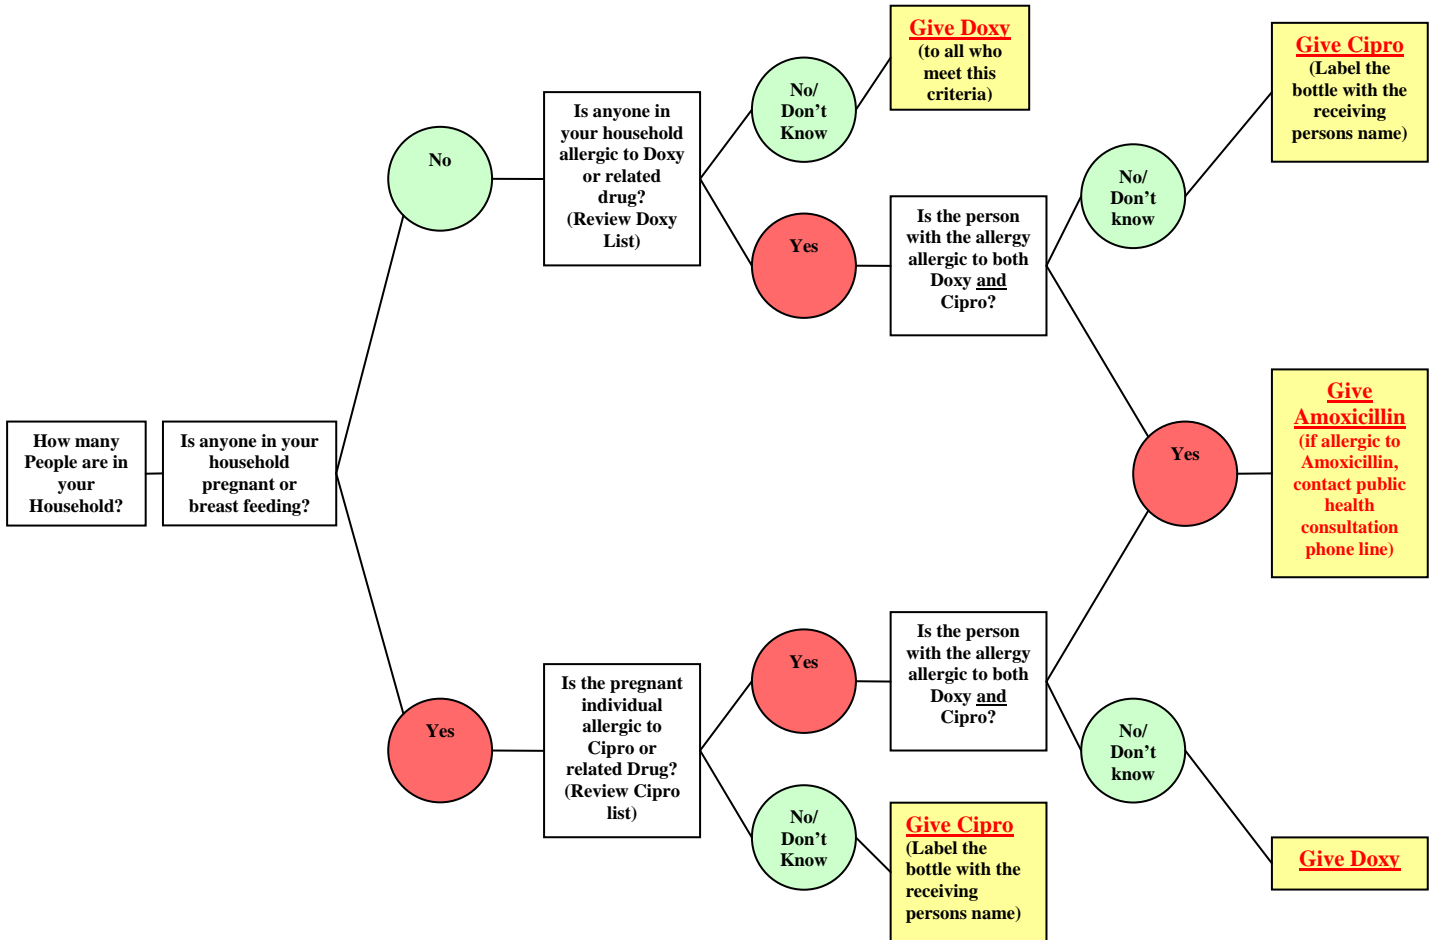 How many
People are in
your
Household?
Is anyone in your
household
pregnant or
breast feeding?
No
Is anyone in
your household
allergic to Doxy
or related
drug?
(Review Doxy
List)
No/
Don't
Know
Give Doxy
(to all who
meet this
criteria)
Yes
Is the person
with the allergy
allergic to both
Doxy and
Cipro?
No/
Don't
know
Give Cipro
(Label the
bottle with the
receiving
persons name)
Yes
Give
Amoxicillin
(if allergic to
Amoxicillin,
contact public
health
consultation
phone line)
Yes
Is the pregnant
individual
allergic to
Cipro or
related Drug?
(Review Cipro
list)
Yes
Is the person
with the allergy
allergic to both
Doxy and
Cipro?
No/
Don't
know
Give Doxy
No/
Don't
Know
Give Cipro
(Label the
bottle with the
receiving
persons name)